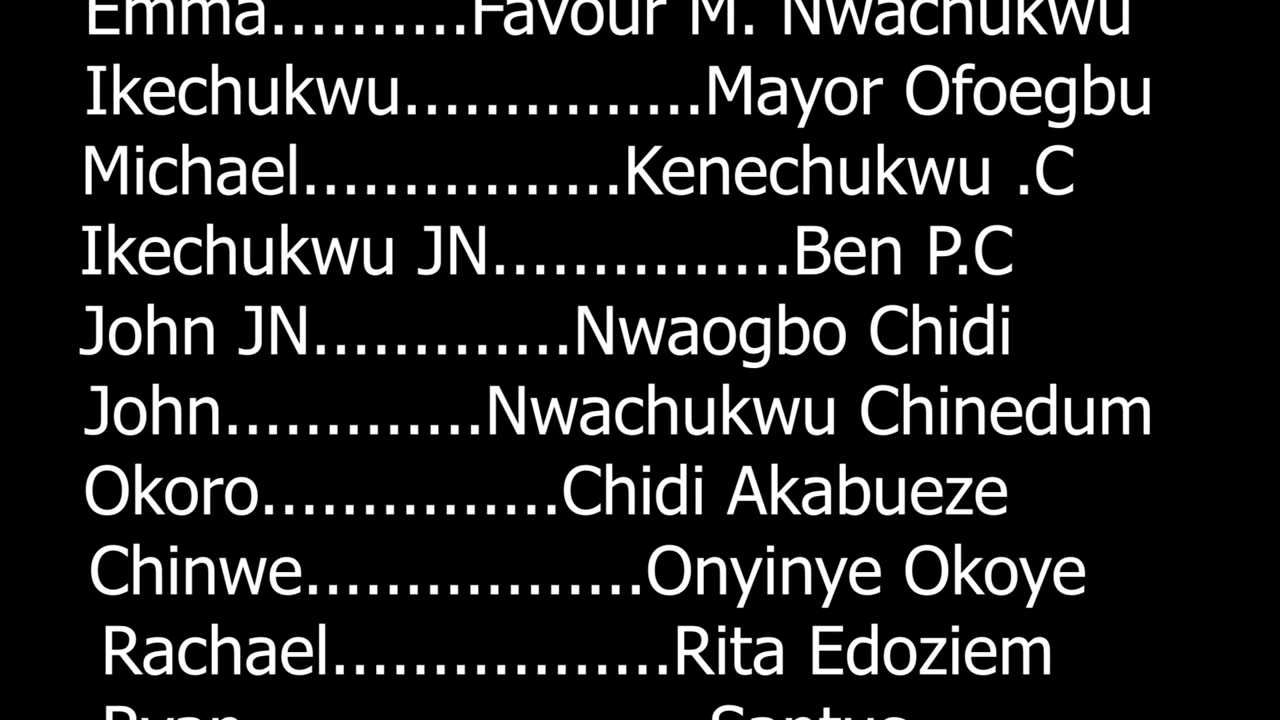 Emma..........Favour M. Nwachukwu
Ikechukwu...............Mayor Ofoegbu
Michael................Kenechukwu .C
Ikechukwu JN...............Ben P.C
John JN.............Nwaogbo Chidi
John.............Nwachukwu Chinedum
Okoro...............Chidi Akabueze
Chinwe.................Onyinye Okoye
Rachael.................Rita Edoziem